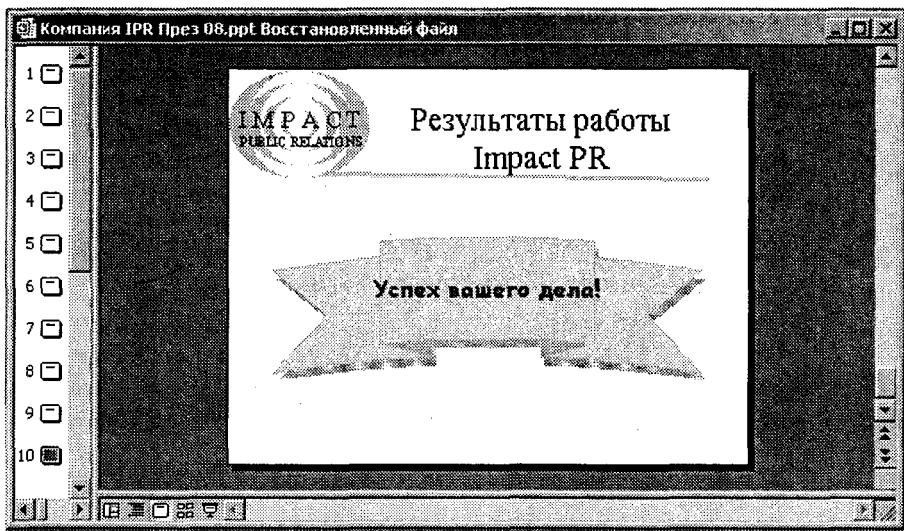 Компания IPR През 08.ppt Восстановленный файл
1
2
3
4
5
6
7
8
9
10
IMPACT
PUBLIC RELATIONS
Результаты работы
Impact PR
Успех вашего дела!